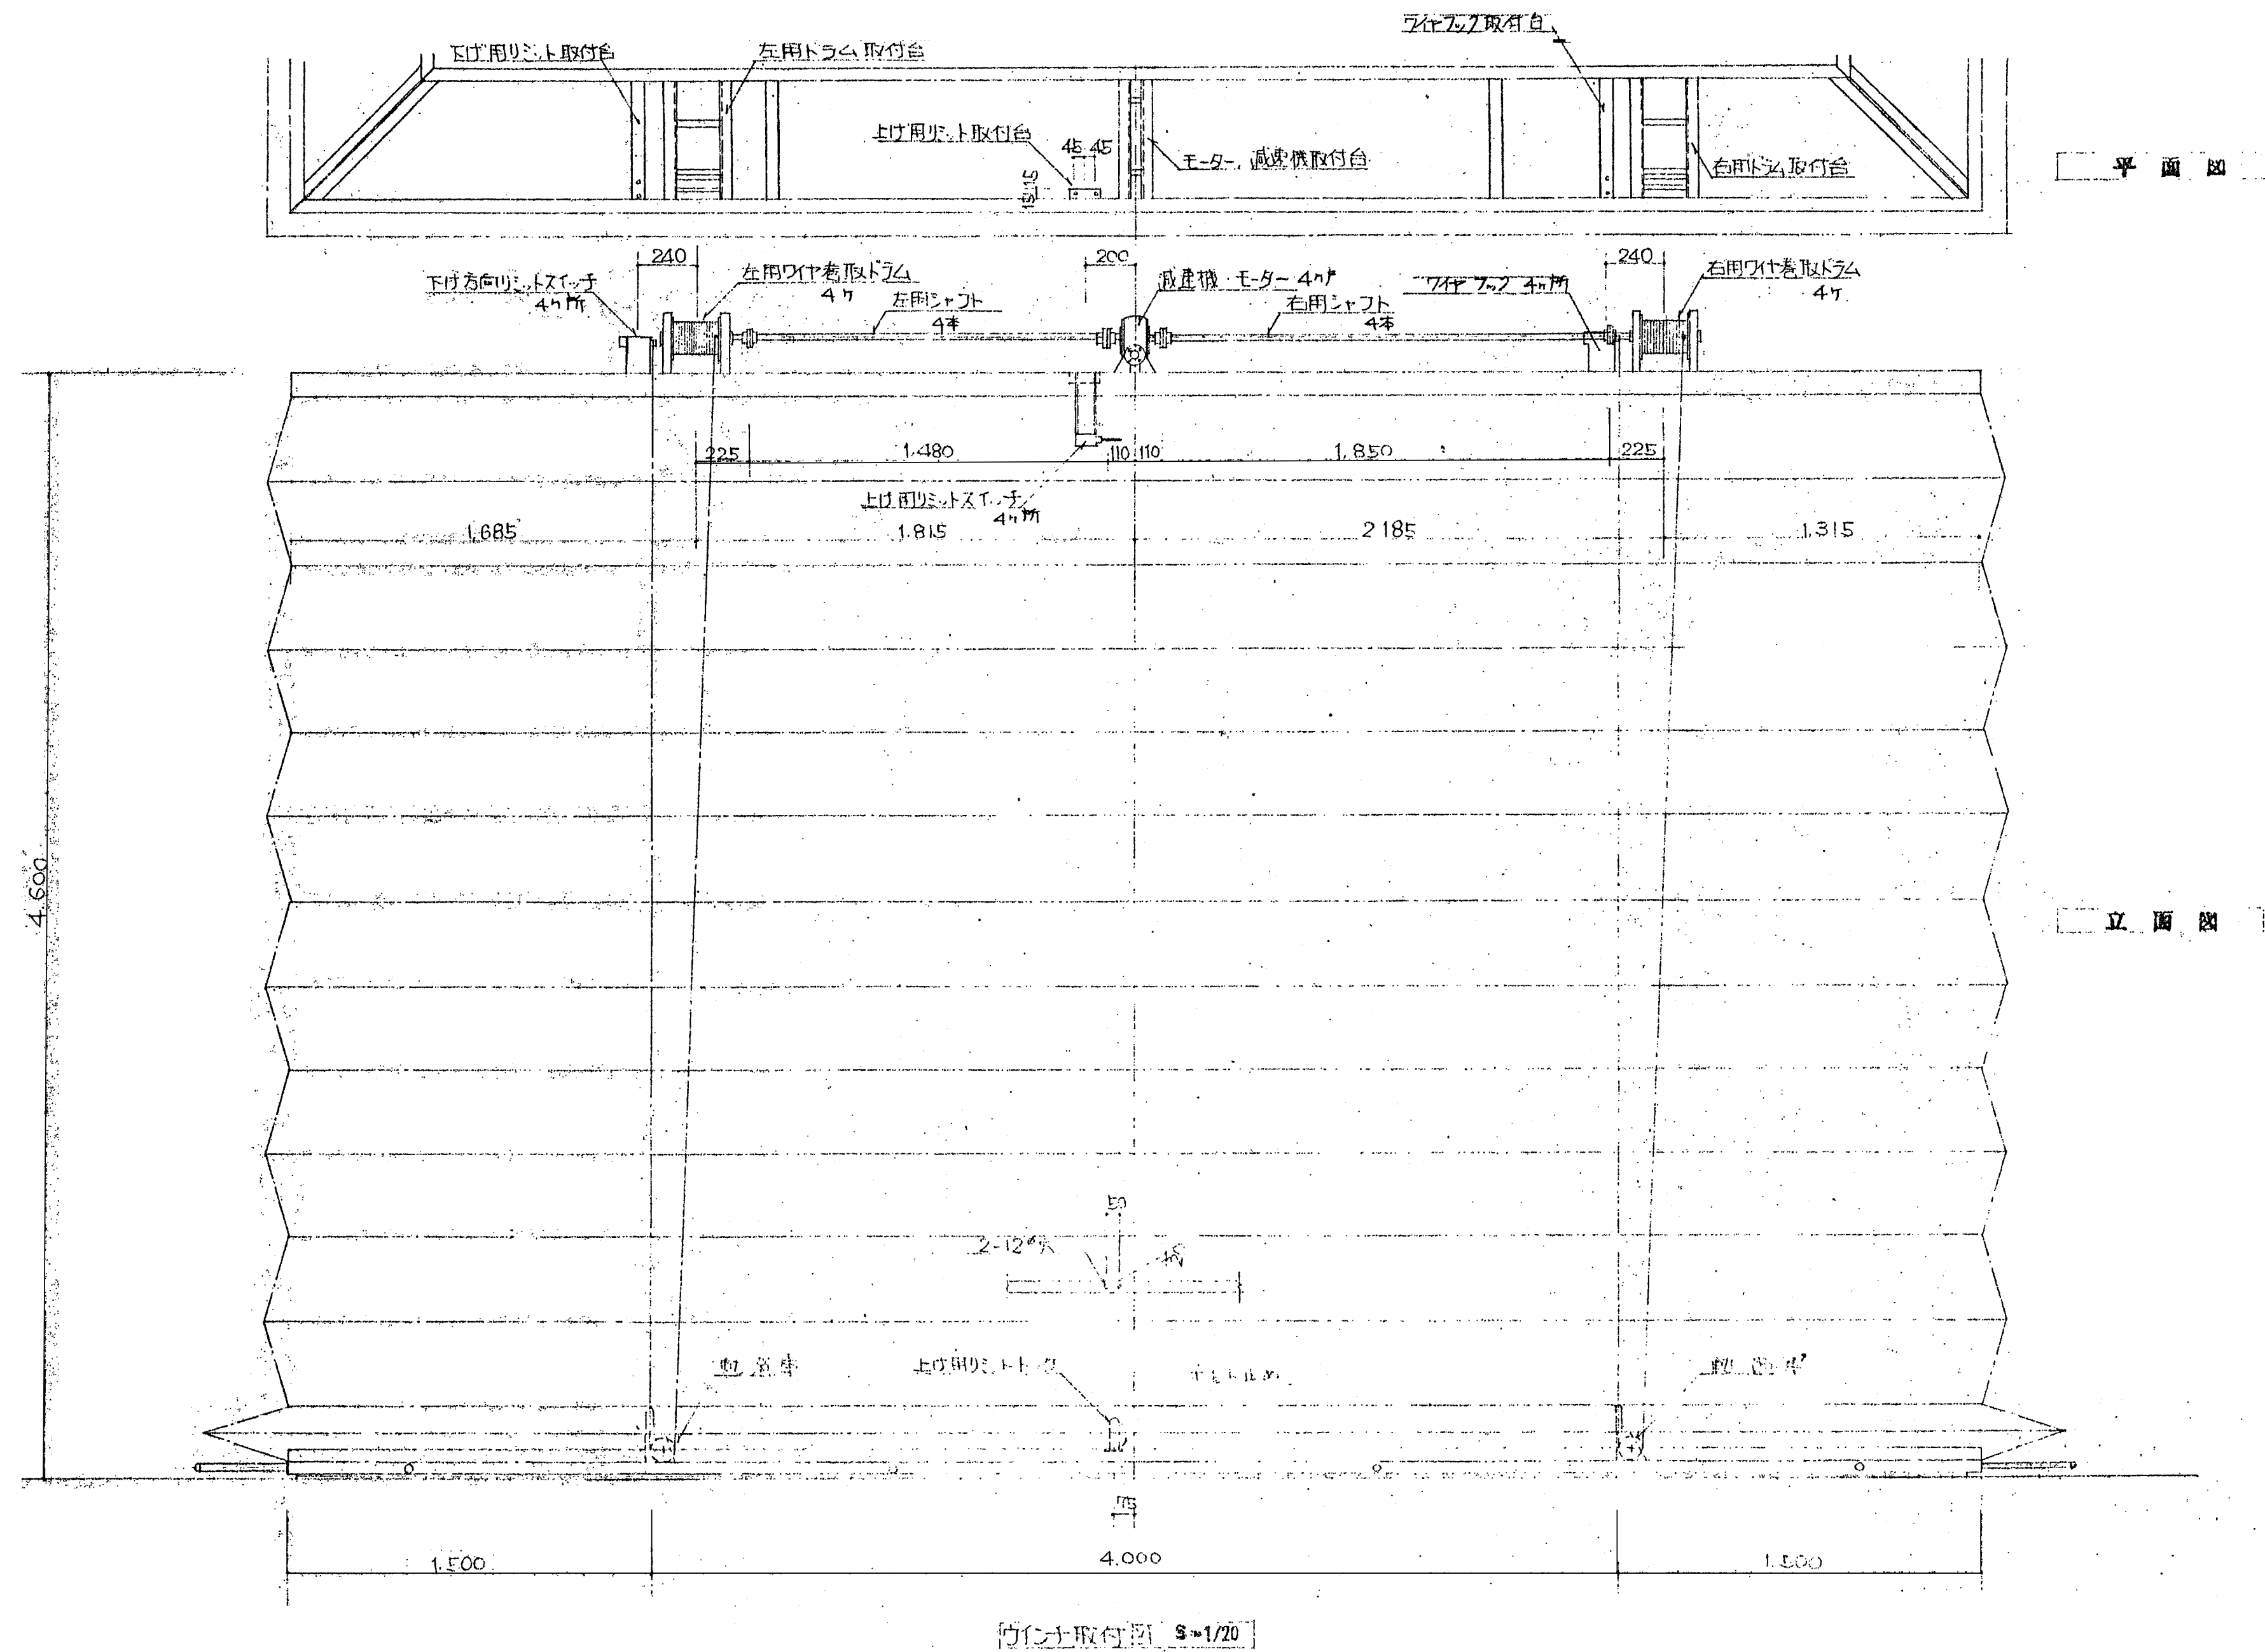 ワイヤフック取付台
下げ用リミット取付台
左用ドラム取付台
上げ用リミット取付台
45 45
15 15
モーター、減速機取付台
右用ドラム取付台
平面図
240
200
240
下げ方向リミットスイッチ
4ヶ所
左用ワイヤ巻取ドラム
4ヶ
左用シャフト
4本
減速機・モーター 4ヶ所
右用シャフト
4本
ワイヤフック 4ヶ所
右用ワイヤ巻取ドラム
4ヶ
225
1,480
110 110
1,850
225
上げ用リミットスイッチ
4ヶ所
1,685
1,815
2,185
1,315
4,600
立面図
50
2-12φ穴
上げ用リミットドック
75
1,500
4,000
1,500
ウインチ取付図 S=1/20